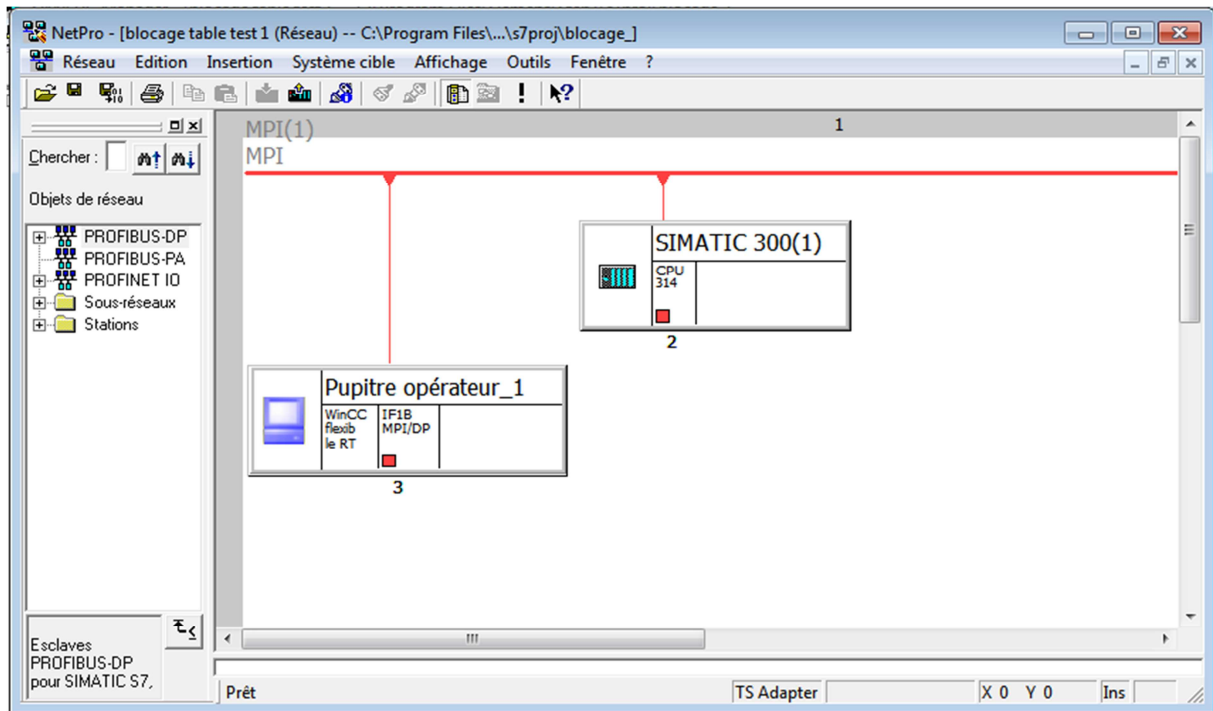 NetPro - [blocage table test 1 (Réseau) -- C:\Program Files\...\s7proj\blocage_]
Réseau Edition Insertion Système cible Affichage Outils Fenêtre ?
Chercher :
Objets de réseau
PROFIBUS-DP
PROFIBUS-PA
PROFINET IO
Sous-réseaux
Stations
Esclaves
PROFIBUS-DP
pour SIMATIC S7,
MPI(1)
1
MPI
SIMATIC 300(1)
CPU
314
2
Pupitre opérateur_1
WinCC
flexib
le RT
IF1B
MPI/DP
3
Prêt
TS Adapter
X 0 Y 0
Ins